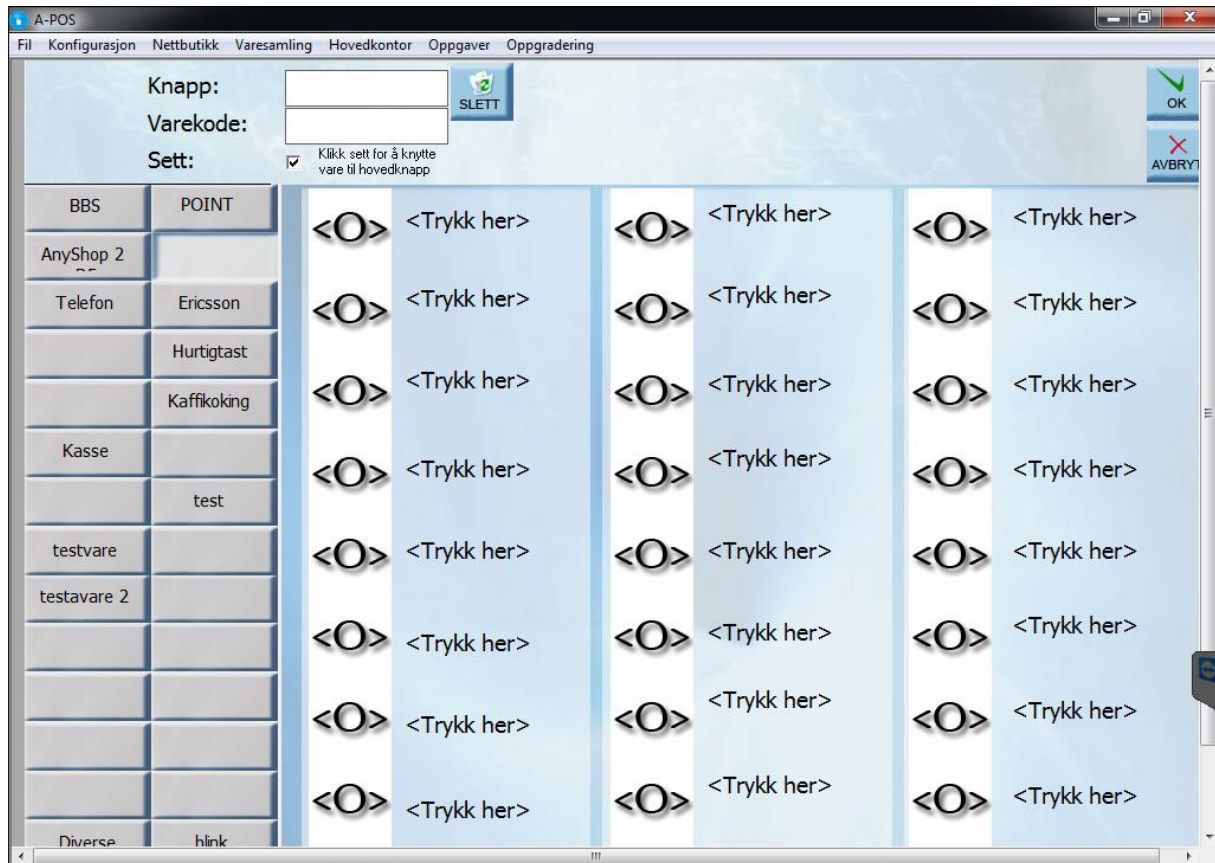 A-POS
Fil Konfigurasjon Nettbutikk Varesamling Hovedkontor Oppgaver Oppgradering
Knapp:
SLETT
OK
Varekode:
Sett:
Klikk sett for å knytte
vare til hovedknapp
AVBRYT
BBS POINT
<O> <Trykk her> <O> <Trykk her> <O> <Trykk her>
AnyShop 2
Telefon Ericsson
<O> <Trykk her> <O> <Trykk her> <O> <Trykk her>
Hurtigtast
<O> <Trykk her> <O> <Trykk her> <O> <Trykk her>
Kaffikoking
Kasse
<O> <Trykk her> <O> <Trykk her> <O> <Trykk her>
test
testvare
<O> <Trykk her> <O> <Trykk her> <O> <Trykk her>
testavare 2
<O> <Trykk her> <O> <Trykk her> <O> <Trykk her>
<O> <Trykk her> <O> <Trykk her> <O> <Trykk her>
<O> <Trykk her> <O> <Trykk her> <O> <Trykk her>
Diverse blink